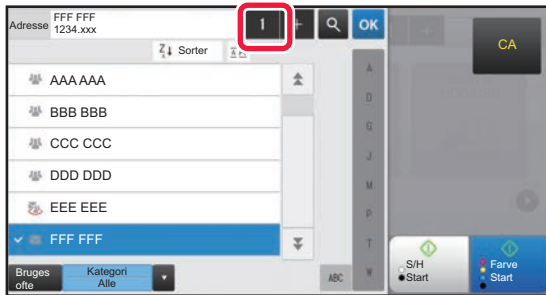 Adresse FFF FFF
1234.xxx
1
+
OK
CA
Z↓ Sorter
AAA AAA
BBB BBB
CCC CCC
DDD DDD
EEE EEE
FFF FFF
A
D
G
J
M
P
T
W
ABC
Bruges
ofte
Kategori
Alle
S/H
Start
Farve
Start